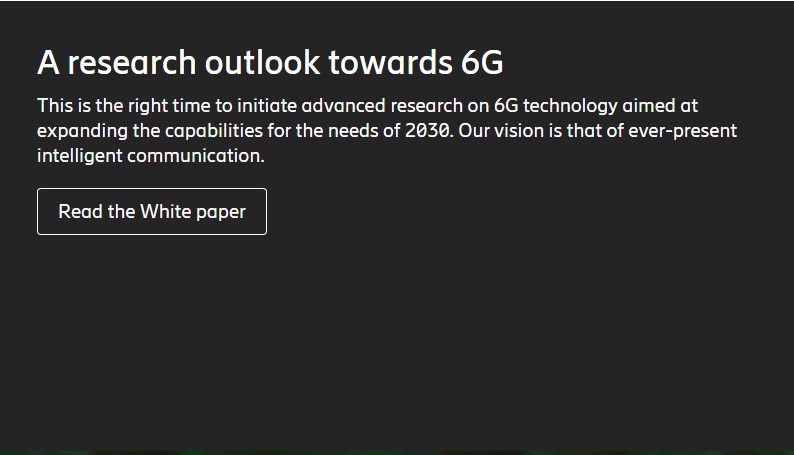 A research outlook towards 6G
This is the right time to initiate advanced research on 6G technology aimed at
expanding the capabilities for the needs of 2030. Our vision is that of ever-present
intelligent communication.
Read the White paper